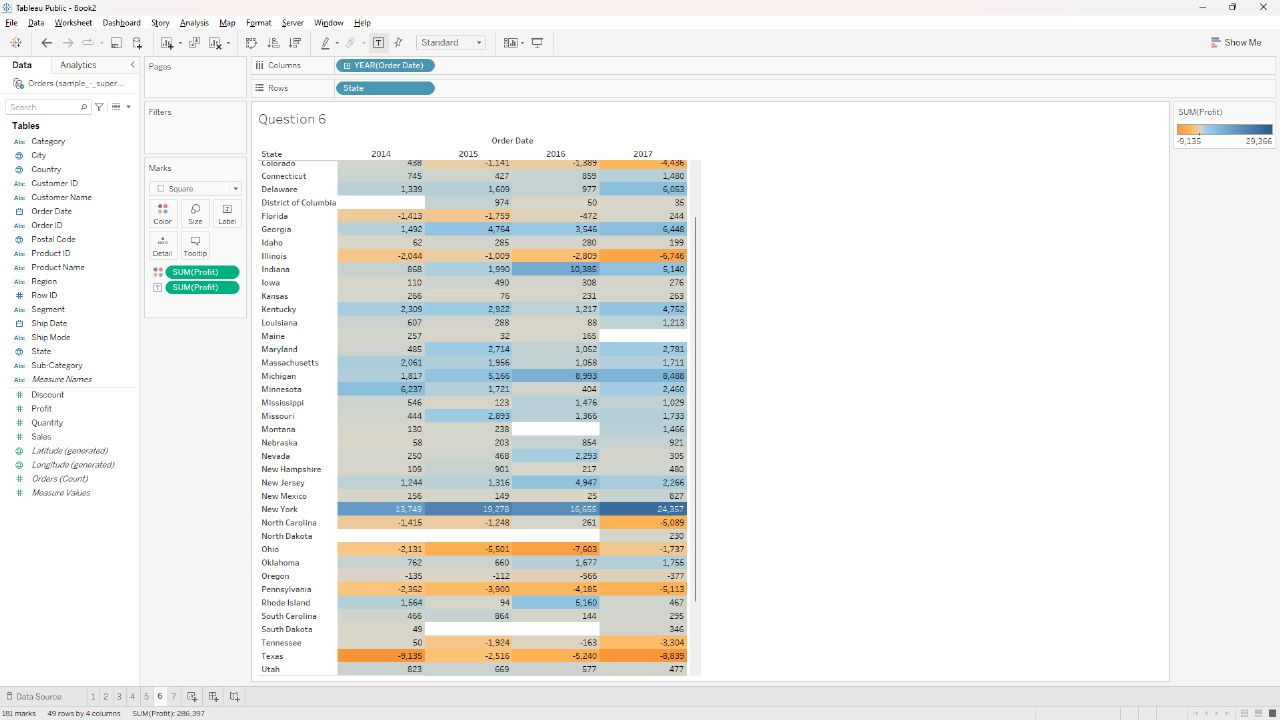 Tableau Public - Book2
File Data Worksheet Dashboard Story Analysis Map Format Server Window Help
Standard
Show Me
Data Analytics
Orders (sample_-_super...
Search
Tables
Abc Category
City
Country
Abc Customer ID
Abc Customer Name
Order Date
Abc Order ID
Postal Code
Abc Product ID
Abc Product Name
Abc Region
# Row ID
Abc Segment
Ship Date
Abc Ship Mode
State
Abc Sub-Category
Abc Measure Names
# Discount
# Profit
# Quantity
# Sales
Latitude (generated)
Longitude (generated)
# Orders (Count)
# Measure Values
Pages
Filters
Marks
Square
Color Size Label
Detail Tooltip
SUM(Profit)
SUM(Profit)
Columns YEAR(Order Date)
Rows State
Question 6
Order Date
State 2014 2015 2016 2017
Colorado 438 -1,141 -1,389 -4,436
Connecticut 745 427 859 1,480
Delaware 1,339 1,609 977 6,053
District of Columbia 974 50 35
Florida -1,413 -1,759 -472 244
Georgia 1,492 4,764 3,546 6,448
Idaho 62 285 280 199
Illinois -2,044 -1,009 -2,809 -6,746
Indiana 868 1,990 10,385 5,140
Iowa 110 490 308 276
Kansas 266 76 231 263
Kentucky 2,309 2,922 1,217 4,752
Louisiana 607 288 88 1,213
Maine 257 32 165
Maryland 485 2,714 1,052 2,781
Massachusetts 2,061 1,956 1,058 1,711
Michigan 1,817 5,166 8,993 8,488
Minnesota 6,237 1,721 404 2,460
Mississippi 546 123 1,476 1,029
Missouri 444 2,893 1,366 1,733
Montana 130 238 1,466
Nebraska 58 203 854 921
Nevada 250 468 2,293 305
New Hampshire 109 901 217 480
New Jersey 1,244 1,316 4,947 2,266
New Mexico 156 149 25 827
New York 13,749 19,278 16,655 24,357
North Carolina -1,415 -1,248 261 -5,089
North Dakota 230
Ohio -2,131 -5,501 -7,603 -1,737
Oklahoma 762 660 1,677 1,755
Oregon -135 -112 -566 -377
Pennsylvania -2,362 -3,900 -4,185 -5,113
Rhode Island 1,564 94 5,160 467
South Carolina 466 864 144 295
South Dakota 49 346
Tennessee 50 -1,924 -163 -3,304
Texas -9,135 -2,516 -5,240 -8,839
Utah 823 669 577 477
SUM(Profit)
-9,135 29,366
Data Source 1 2 3 4 5 6 7
181 marks 49 rows by 4 columns SUM(Profit): 286,397